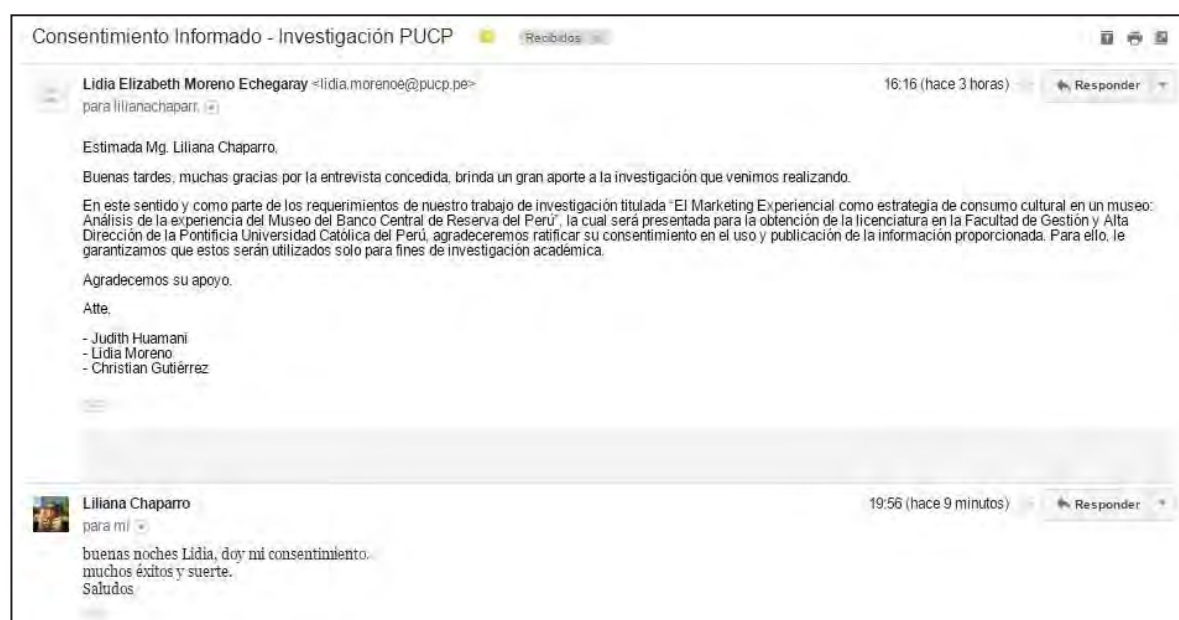 Consentimiento Informado - Investigación PUCP Recibidos
Lidia Elizabeth Moreno Echegaray <lidia.morenoe@pucp.pe> 16:16 (hace 3 horas) Responder
para lilianachaparr.
Estimada Mg. Liliana Chaparro,
Buenas tardes, muchas gracias por la entrevista concedida, brinda un gran aporte a la investigación que venimos realizando.
En este sentido y como parte de los requerimientos de nuestro trabajo de investigación titulada "El Marketing Experiencial como estrategia de consumo cultural en un museo:
Análisis de la experiencia del Museo del Banco Central de Reserva del Perú", la cual será presentada para la obtención de la licenciatura en la Facultad de Gestión y Alta
Dirección de la Pontificia Universidad Católica del Perú, agradeceremos ratificar su consentimiento en el uso y publicación de la información proporcionada. Para ello, le
garantizamos que estos serán utilizados solo para fines de investigación académica.
Agradecemos su apoyo.
Atte,
- Judith Huamani
- Lidia Moreno
- Christian Gutiérrez
Liliana Chaparro 19:56 (hace 9 minutos) Responder
para mí
buenas noches Lidia, doy mi consentimiento.
muchos éxitos y suerte.
Saludos